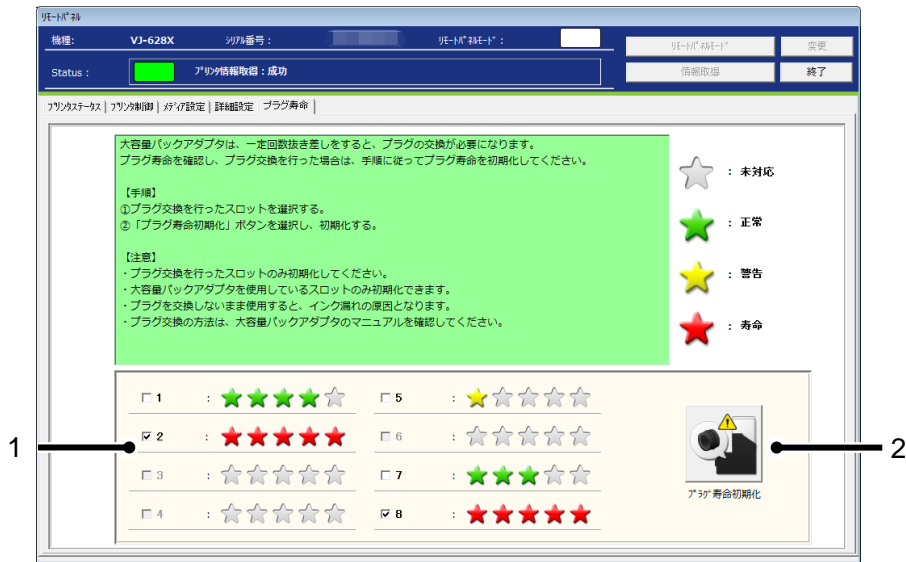 リモートパネル
機種:
VJ-628X
シリアル番号：
リモートパネルモード：
リモートパネルモード
変更
Status :
プリンタ情報取得：成功
情報取得
終了
プリンタステータス
プリンタ制御
メディア設定
詳細設定
プラグ寿命
大容量パックアダプタは、一定回数抜き差しをすると、プラグの交換が必要になります。
プラグ寿命を確認し、プラグ交換を行った場合は、手順に従ってプラグ寿命を初期化してください。
【手順】
①プラグ交換を行ったスロットを選択する。
②「プラグ寿命初期化」ボタンを選択し、初期化する。
【注意】
・プラグ交換を行ったスロットのみ初期化してください。
・大容量パックアダプタを使用しているスロットのみ初期化できます。
・プラグを交換しないまま使用すると、インク漏れの原因となります。
・プラグ交換の方法は、大容量パックアダプタのマニュアルを確認してください。
：未対応
：正常
：警告
：寿命
1 :
5 :
2 :
6 :
3 :
7 :
4 :
8 :
プラグ寿命初期化
1
2